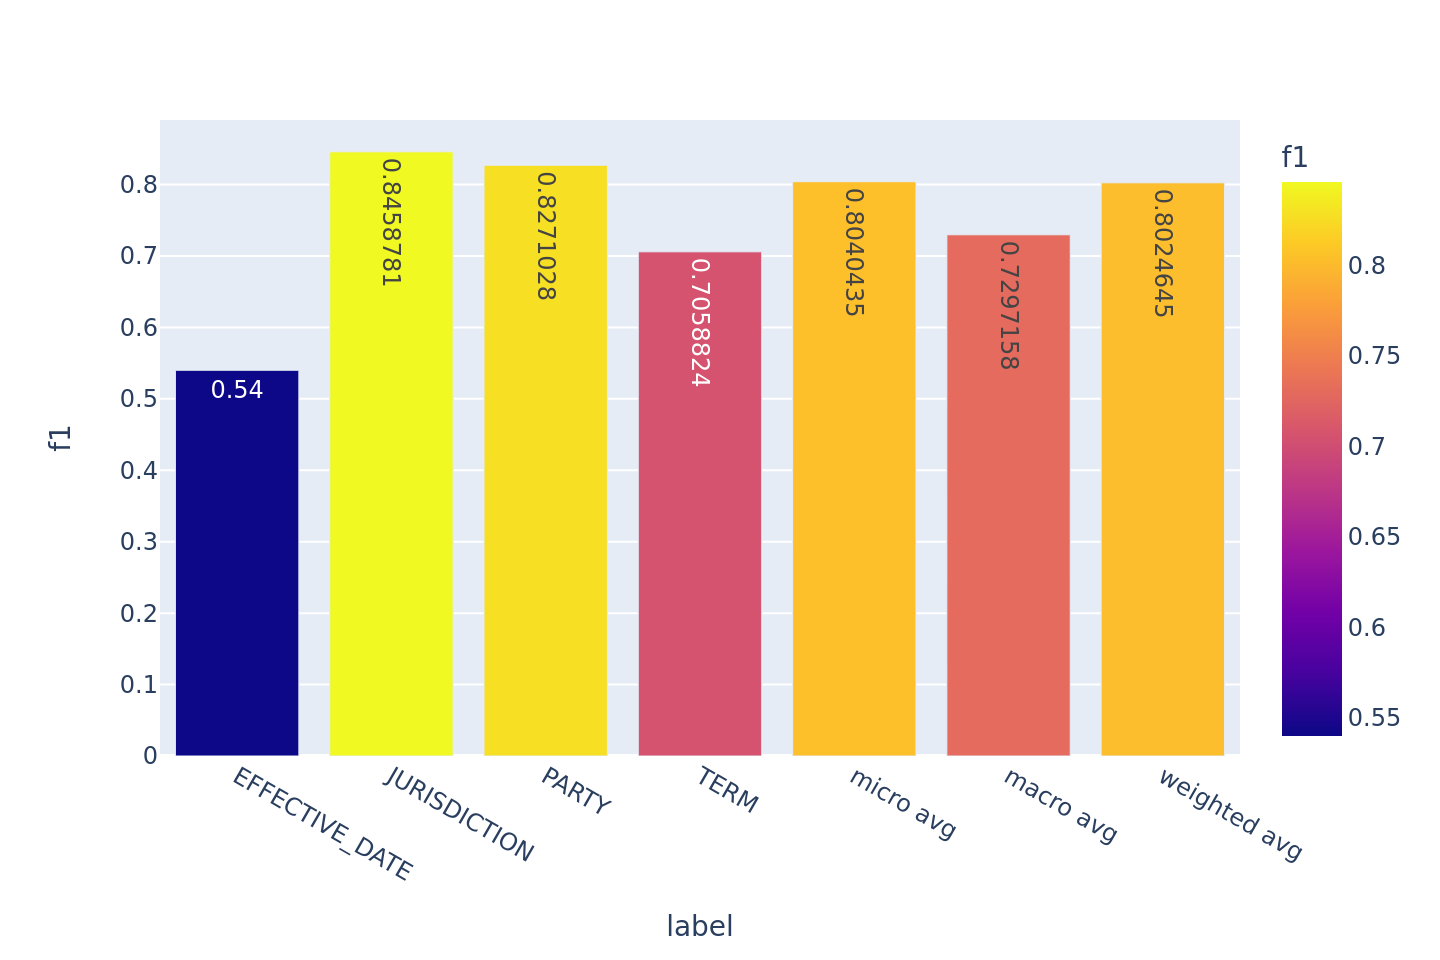 f1
0.8
0.7
0.6
0.5
0.4
0.3
0.2
0.1
0
0.54
0.8458781
0.8271028
0.7058824
0.8040435
0.7297158
0.8024645
EFFECTIVE_DATE
JURISDICTION
PARTY
TERM
micro avg
macro avg
weighted avg
label
f1
0.8
0.75
0.7
0.65
0.6
0.55